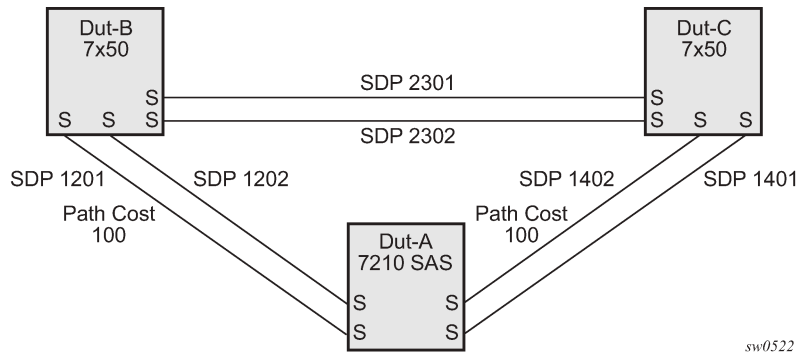 Dut-B
7x50
Dut-C
7x50
SDP 2301
S
S
S S S
S S S
SDP 2302
SDP 1201
SDP 1202
SDP 1402
SDP 1401
Path Cost
100
Path Cost
100
Dut-A
7210 SAS
S S
S S
sw0522